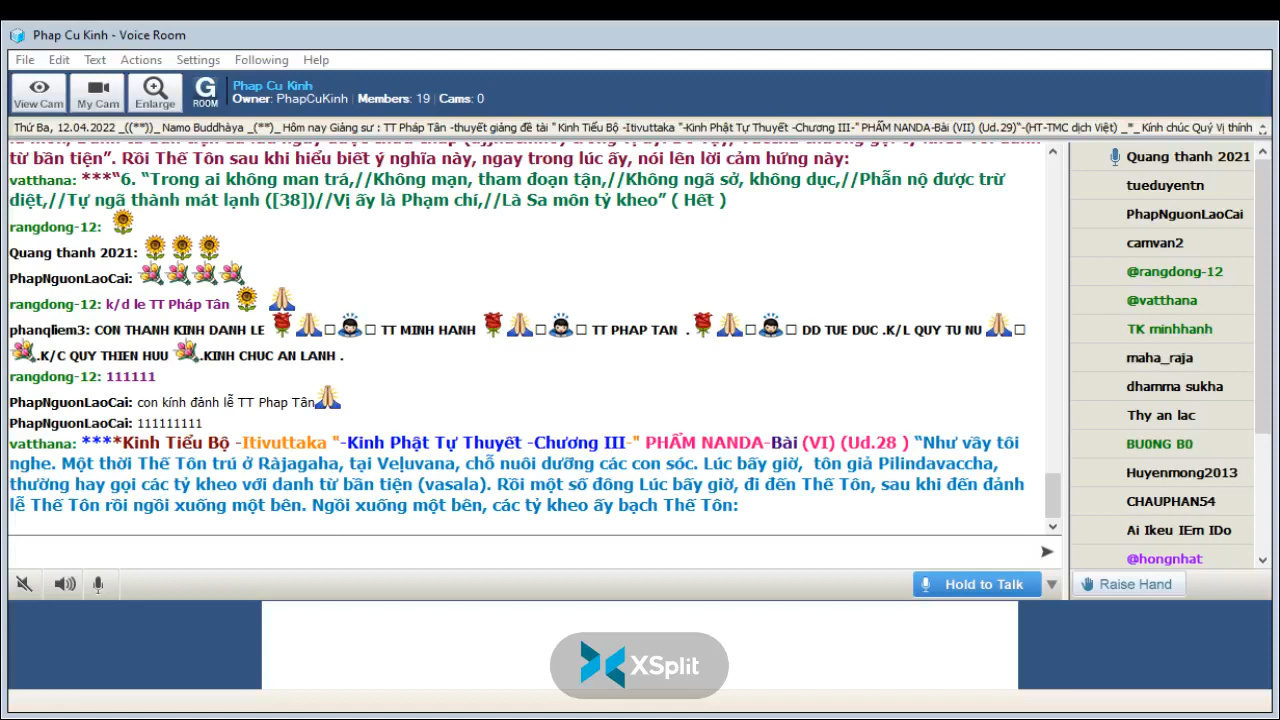 Phap Cu Kinh - Voice Room
File Edit Text Actions Settings Following Help
View Cam
My Cam
Enlarge
G ROOM
Phap Cu Kinh
Owner: PhapCuKinh | Members: 19 | Cams: 0
Thứ Ba, 12.04.2022 _((**))_ Namo Buddhàya _(**)_ Hôm nay Giảng sư : TT Pháp Tân -thuyết giảng đề tài " Kinh Tiểu Bộ -Itivuttaka "-Kinh Phật Tự Thuyết -Chương III-" PHẨM NANDA-Bài (VII) (Ud.29)"-(HT-TMC dịch Việt) _*_ Kính chúc Quý Vị thính
từ bần tiện”. Rồi Thế Tôn sau khi hiểu biết ý nghĩa này, ngay trong lúc ấy, nói lên lời cảm hứng này:
vatthana: ***“6. “Trong ai không man trá,//Không mạn, tham đoạn tận,//Không ngã sở, không dục,//Phẫn nộ được trừ
diệt,//Tự ngã thành mát lạnh ([38])//Vị ấy là Phạm chí,//Là Sa môn tỷ kheo” ( Hết )
rangdong-12:
Quang thanh 2021:
PhapNguonLaoCai:
rangdong-12: k/d le TT Pháp Tân
phanqliem3: CON THANH KINH DANH LE TT MINH HANH TT PHAP TAN . DD TUE DUC .K/L QUY TU NU
.K/C QUY THIEN HUU .KINH CHUC AN LANH .
rangdong-12: 111111
PhapNguonLaoCai: con kính đãnh lễ TT Phap Tân
PhapNguonLaoCai: 111111111
vatthana: *****Kinh Tiểu Bộ -Itivuttaka "-Kinh Phật Tự Thuyết -Chương III-" PHẨM NANDA-Bài (VI) (Ud.28 ) “Như vầy tôi
nghe. Một thời Thế Tôn trú ở Ràjagaha, tại Veḷuvana, chỗ nuôi dưỡng các con sóc. Lúc bấy giờ, tôn giả Pilindavaccha,
thường hay gọi các tỷ kheo với danh từ bần tiện (vasala). Rồi một số đông Lúc bấy giờ, đi đến Thế Tôn, sau khi đến đảnh
lễ Thế Tôn rồi ngồi xuống một bên. Ngồi xuống một bên, các tỷ kheo ấy bạch Thế Tôn:
Quang thanh 2021
tueduyentn
PhapNguonLaoCai
camvan2
@rangdong-12
@vatthana
TK minhhanh
maha_raja
dhamma sukha
Thy an lac
BU0NG B0
Huyenmong2013
CHAUPHAN54
Ai Ikeu IEm IDo
@hongnhat
Hold to Talk
Raise Hand
XSplit